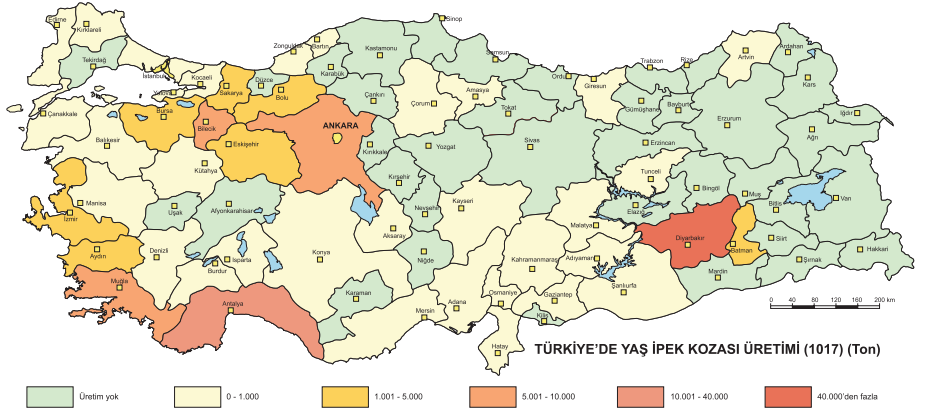 Sinop
Edirne
Kırklareli
Tekirdağ
İstanbul
Kocaeli
Yalova
Sakarya
Düzce
Bolu
Zonguldak
Bartın
Karabük
Kastamonu
Samsun
Ordu
Giresun
Trabzon
Rize
Artvin
Ardahan
Kars
Iğdır
Ağrı
Erzurum
Bayburt
Gümüşhane
Erzincan
Sivas
Tokat
Amasya
Çorum
Çankırı
ANKARA
Kırıkkale
Yozgat
Kırşehir
Nevşehir
Kayseri
Aksaray
Niğde
Konya
Karaman
Mersin
Adana
Osmaniye
Hatay
Kilis
Gaziantep
Kahramanmaraş
Adıyaman
Şanlıurfa
Malatya
Elazığ
Tunceli
Bingöl
Muş
Bitlis
Van
Hakkari
Şırnak
Siirt
Batman
Diyarbakır
Mardin
Çanakkale
Balıkesir
Bursa
Bilecik
Eskişehir
Kütahya
Manisa
İzmir
Uşak
Afyonkarahisar
Aydın
Denizli
Burdur
Isparta
Muğla
Antalya
0 40 80 120 160 200 km
TÜRKİYE'DE YAŞ İPEK KOZASI ÜRETİMİ (1017) (Ton)
Üretim yok
0 - 1.000
1.001 - 5.000
5.001 - 10.000
10.001 - 40.000
40.000'den fazla